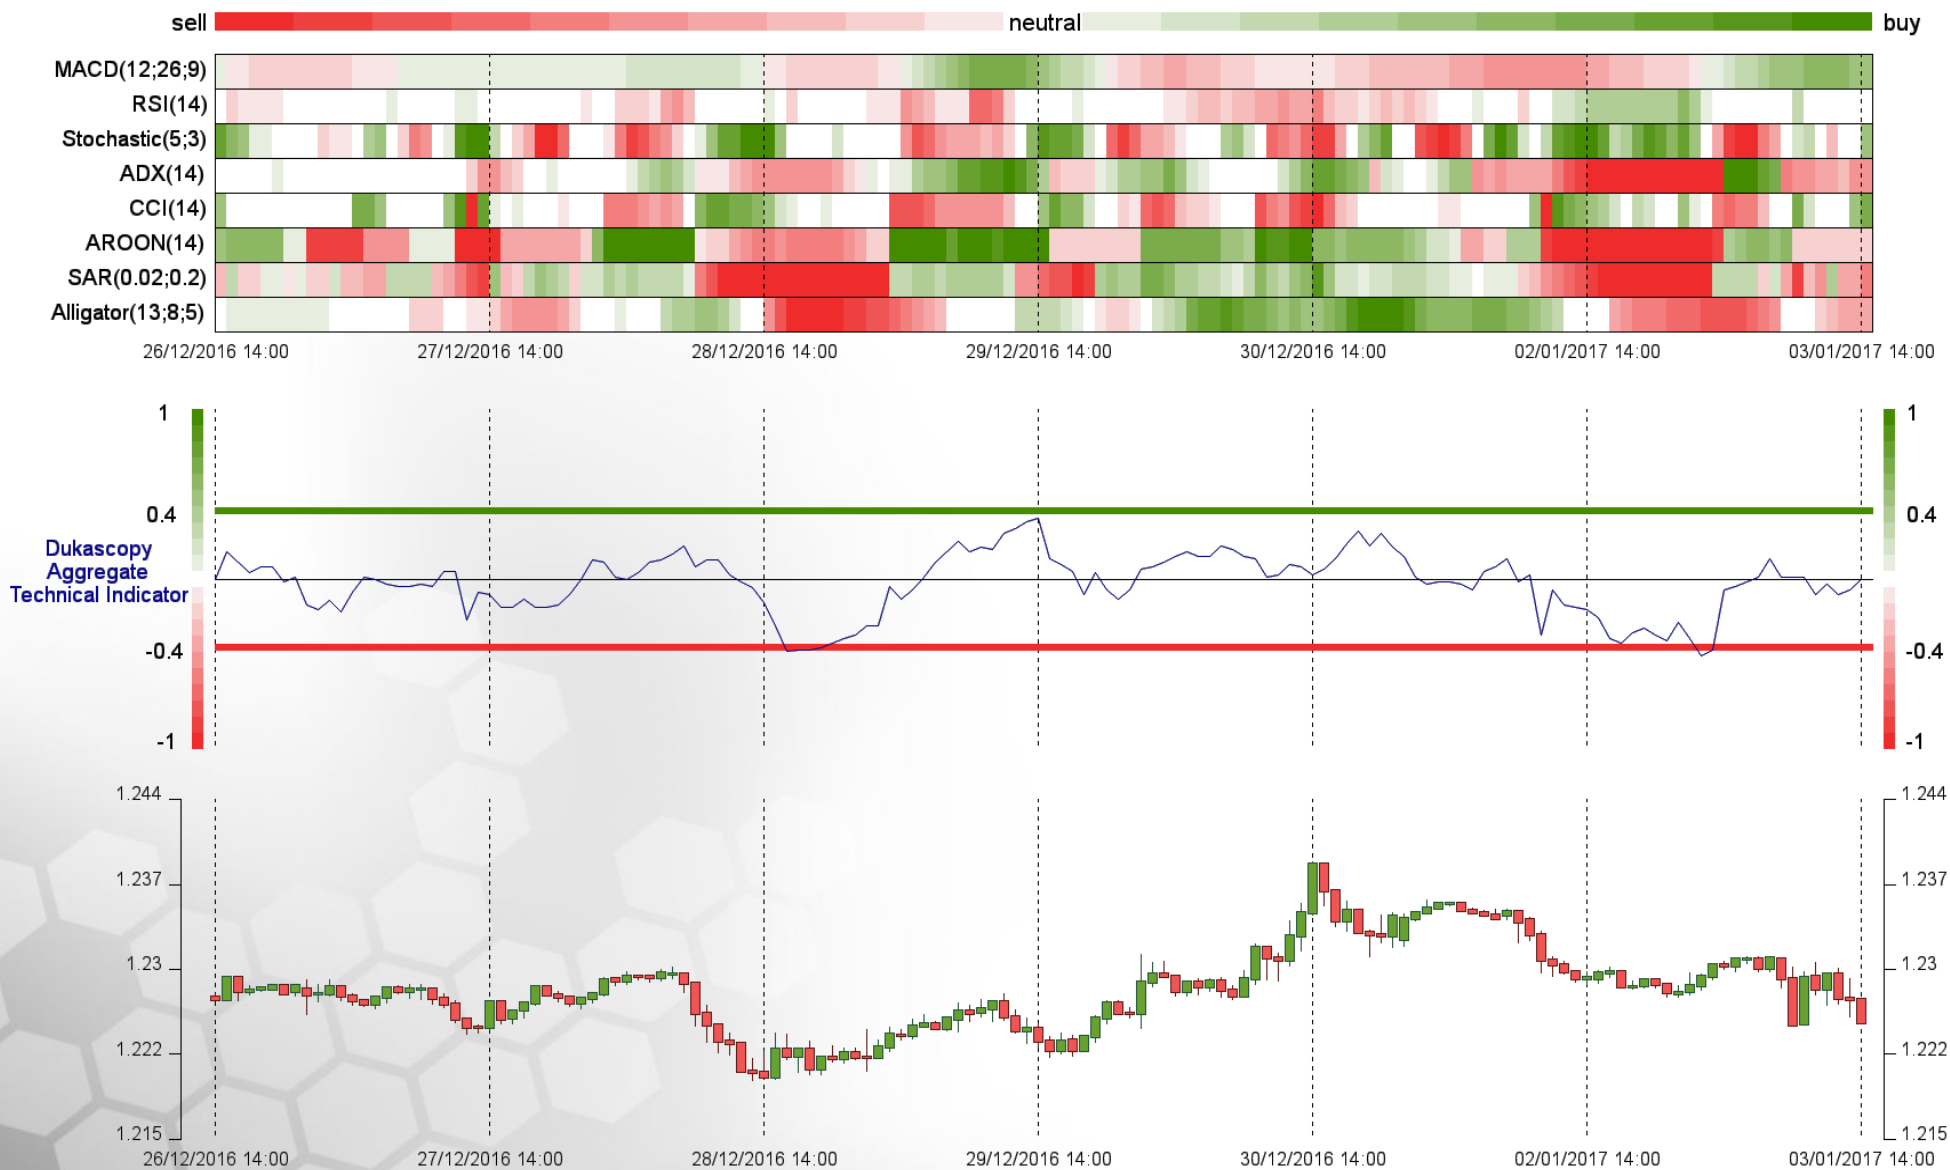 sell neutral buy
MACD(12;26;9)
RSI(14)
Stochastic(5;3)
ADX(14)
CCI(14)
AROON(14)
SAR(0.02;0.2)
Alligator(13;8;5)
26/12/2016 14:00 27/12/2016 14:00 28/12/2016 14:00 29/12/2016 14:00 30/12/2016 14:00 02/01/2017 14:00 03/01/2017 14:00
1 1
0.4 0.4
Dukascopy
Aggregate
Technical Indicator
-0.4 -0.4
-1 -1
1.244 1.244
1.237 1.237
1.23 1.23
1.222 1.222
1.215 1.215
26/12/2016 14:00 27/12/2016 14:00 28/12/2016 14:00 29/12/2016 14:00 30/12/2016 14:00 02/01/2017 14:00 03/01/2017 14:00